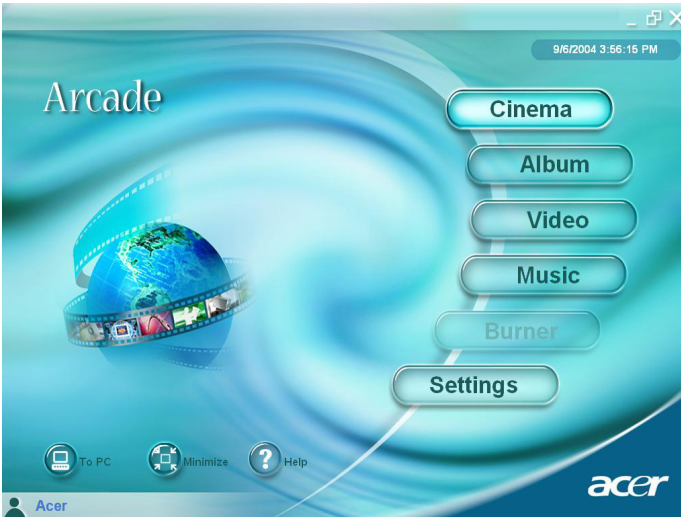 9/6/2004 3:56:15 PM
Arcade
Cinema
Album
Video
Music
Burner
Settings
To PC
Minimize
? Help
acer
Acer